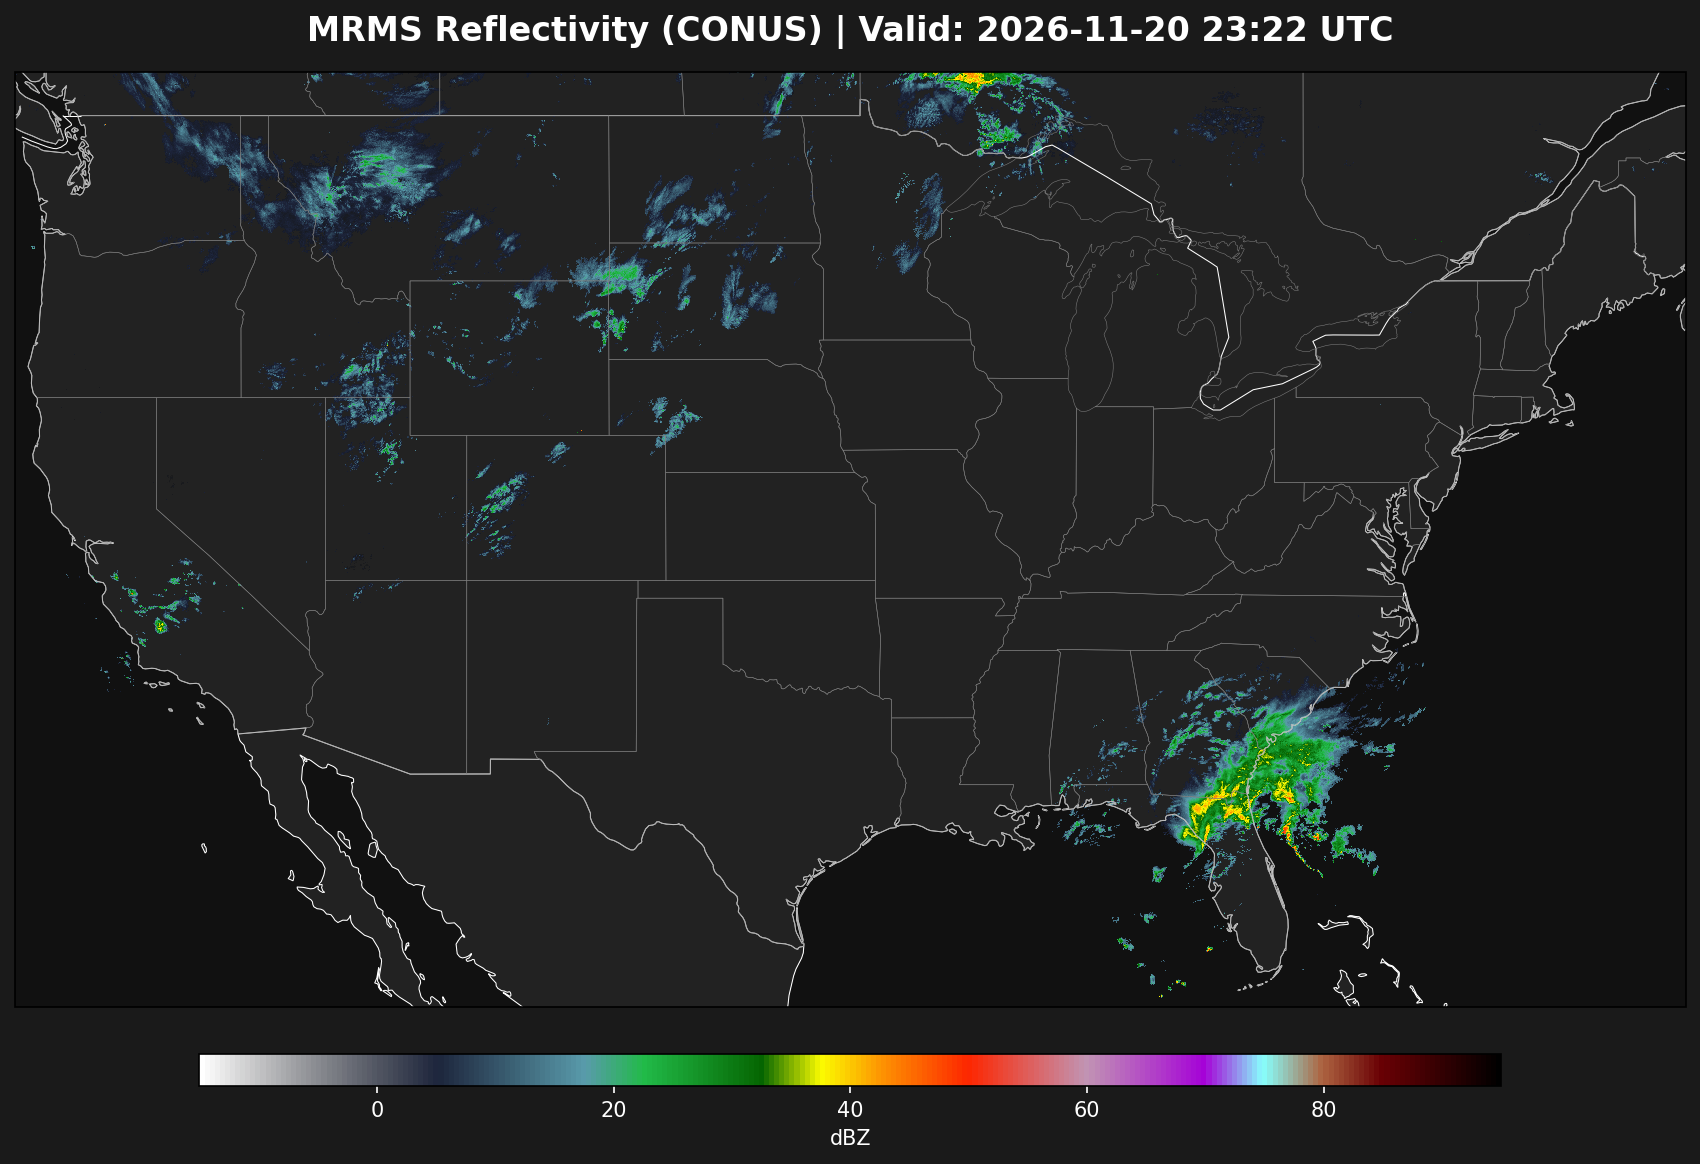 MRMS Reflectivity (CONUS) | Valid: 2026-11-20 23:22 UTC
0 20 40 60 80
dBZ